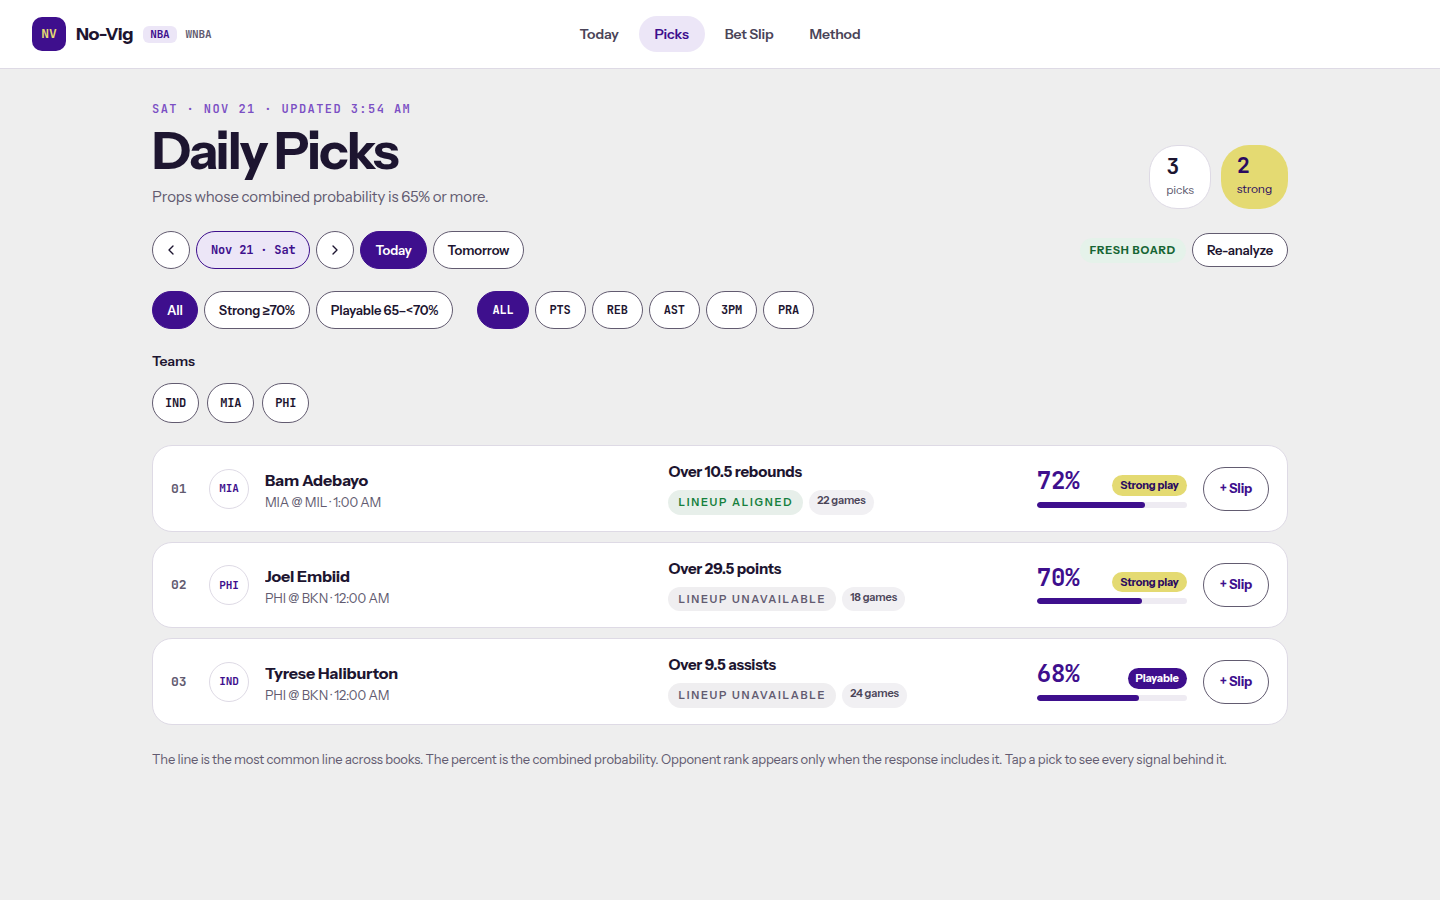 NV No-Vig NBA WNBA Today Picks Bet Slip Method
SAT · NOV 21 · UPDATED 3:54 AM
Daily Picks
Props whose combined probability is 65% or more.
3 picks
2 strong
Nov 21 · Sat Today Tomorrow
FRESH BOARD Re-analyze
All Strong ≥70% Playable 65–<70% ALL PTS REB AST 3PM PRA
Teams
IND MIA PHI
01 MIA Bam Adebayo
MIA @ MIL · 1:00 AM
Over 10.5 rebounds
LINEUP ALIGNED 22 games
72% Strong play
+ Slip
02 PHI Joel Embiid
PHI @ BKN · 12:00 AM
Over 29.5 points
LINEUP UNAVAILABLE 18 games
70% Strong play
+ Slip
03 IND Tyrese Haliburton
PHI @ BKN · 12:00 AM
Over 9.5 assists
LINEUP UNAVAILABLE 24 games
68% Playable
+ Slip
The line is the most common line across books. The percent is the combined probability. Opponent rank appears only when the response includes it. Tap a pick to see every signal behind it.